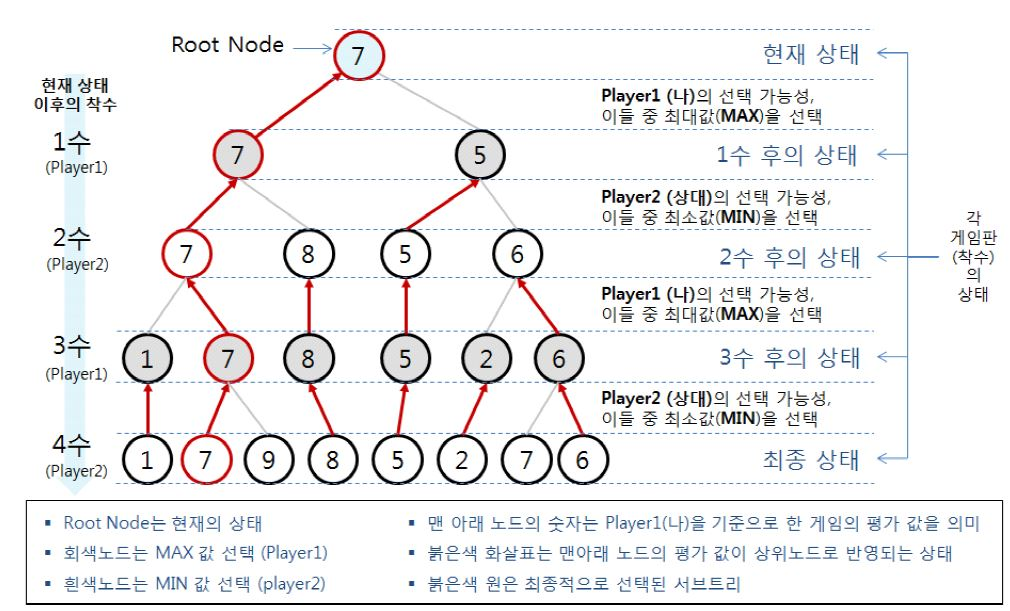 Root Node
7
현재 상태
현재 상태
이후의 착수
Player1 (나)의 선택 가능성,
이들 중 최대값(MAX)을 선택
1수
(Player1)
7
5
1수 후의 상태
Player2 (상대)의 선택 가능성,
이들 중 최소값(MIN)을 선택
2수
(Player2)
7
8
5
6
2수 후의 상태
각
게임판
(착수)
의
상태
Player1 (나)의 선택 가능성,
이들 중 최대값(MAX)을 선택
3수
(Player1)
1
7
8
5
2
6
3수 후의 상태
Player2 (상대)의 선택 가능성,
이들 중 최소값(MIN)을 선택
4수
(Player2)
1
7
9
8
5
2
7
6
최종 상태
▪ Root Node는 현재의 상태
▪ 회색노드는 MAX 값 선택 (Player1)
▪ 흰색노드는 MIN 값 선택 (player2)
▪ 맨 아래 노드의 숫자는 Player1(나)을 기준으로 한 게임의 평가 값을 의미
▪ 붉은색 화살표는 맨아래 노드의 평가 값이 상위노드로 반영되는 상태
▪ 붉은색 원은 최종적으로 선택된 서브트리